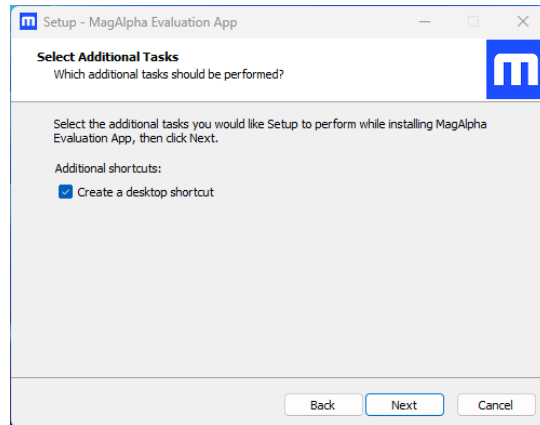 Setup - MagAlpha Evaluation App
Select Additional Tasks
Which additional tasks should be performed?
Select the additional tasks you would like Setup to perform while installing MagAlpha
Evaluation App, then click Next.
Additional shortcuts:
Create a desktop shortcut
Back
Next
Cancel